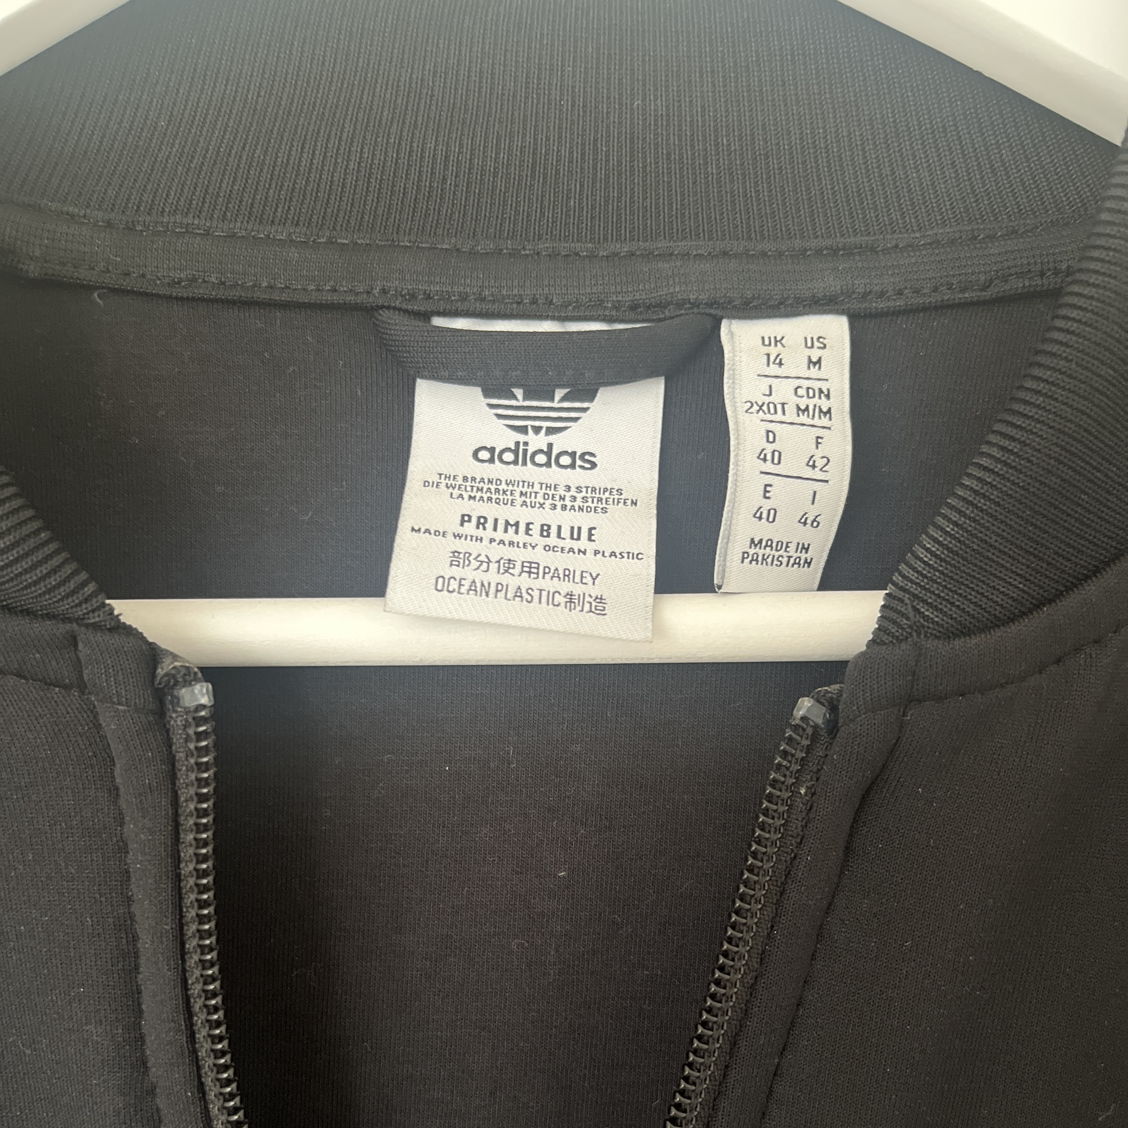 adidas
THE BRAND WITH THE 3 STRIPES
DIE WELTMARKE MIT DEN 3 STREIFEN
LA MARQUE AUX 3 BANDES
PRIMEBLUE
MADE WITH PARLEY OCEAN PLASTIC
部分使用PARLEY
OCEAN PLASTIC制造
UK US
14 M
J CDN
2XOT M/M
D F
40 42
E I
40 46
MADE IN
PAKISTAN